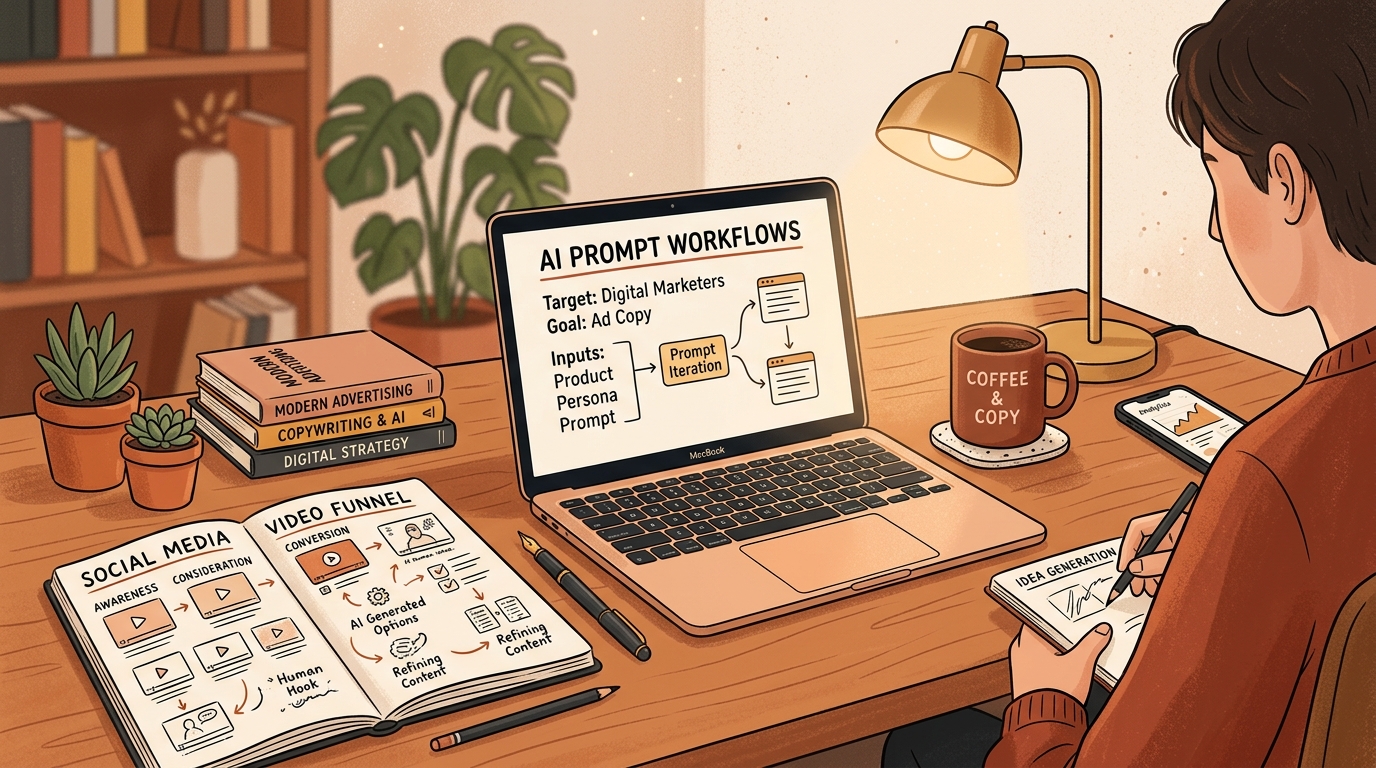 AI PROMPT WORKFLOWS
Target: Digital Marketers
Goal: Ad Copy
Inputs:
Product
Persona
Prompt
Prompt
Iteration
MacBook
MODERN
MODERN ADVERTISING
COPYWRITING & AI
DIGITAL STRATEGY
COFFEE
&
COPY
SOCIAL MEDIA
AWARENESS
CONSIDERATION
Human
Hook
VIDEO FUNNEL
CONVERSION
AI Generated
Options
Refining
Content
Refining
Content
IDEA GENERATION